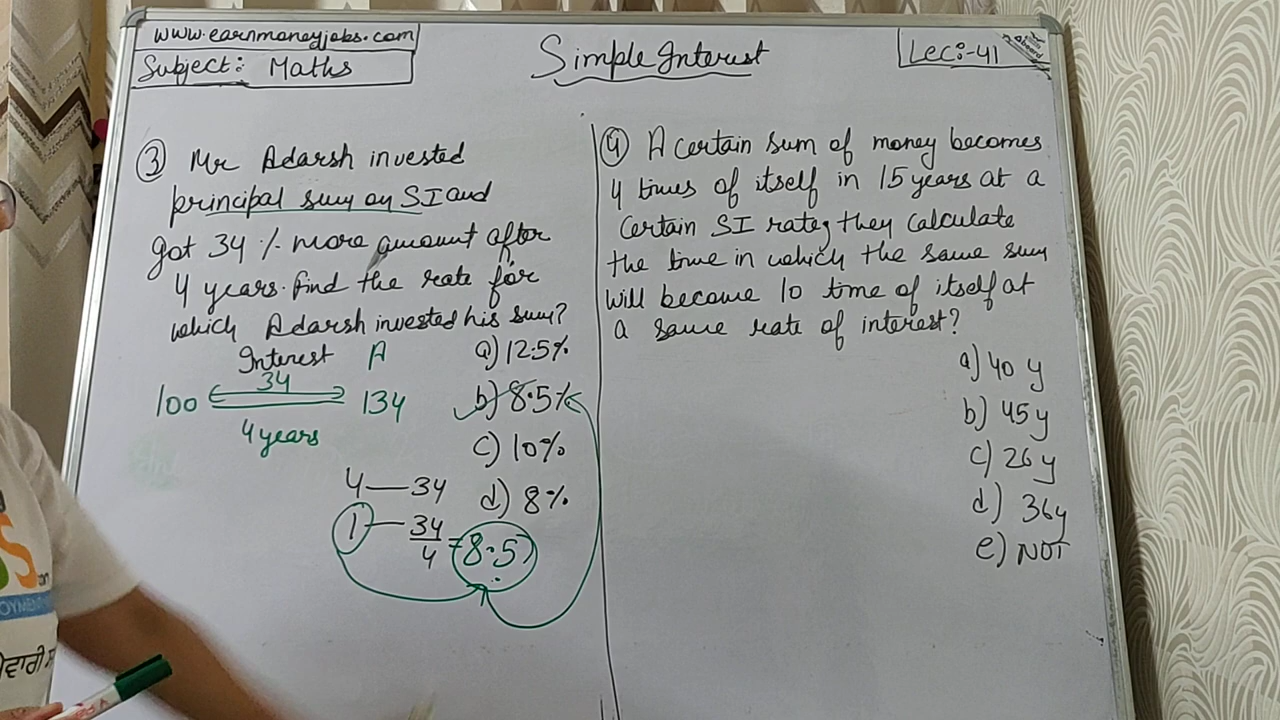 www.earnmoneyjobs.com
Subject: Maths
Simple Interest
Lec:-41
③ Mr Adarsh invested
principal sum on SI and
got 34 % more amount after
4 years. find the rate for
which Adarsh invested his sum?
Interest A
100 34 134
4 years
a) 12.5%
b) 8.5%
c) 10%
d) 8%
4—34
1—34/4=8.5
④ A certain sum of money becomes
4 times of itself in 15 years at a
certain SI rate, they calculate
the time in which the same sum
will become 10 time of itself at
a same rate of interest?
a) 40 y
b) 45y
c) 26 y
d) 36y
e) NOT